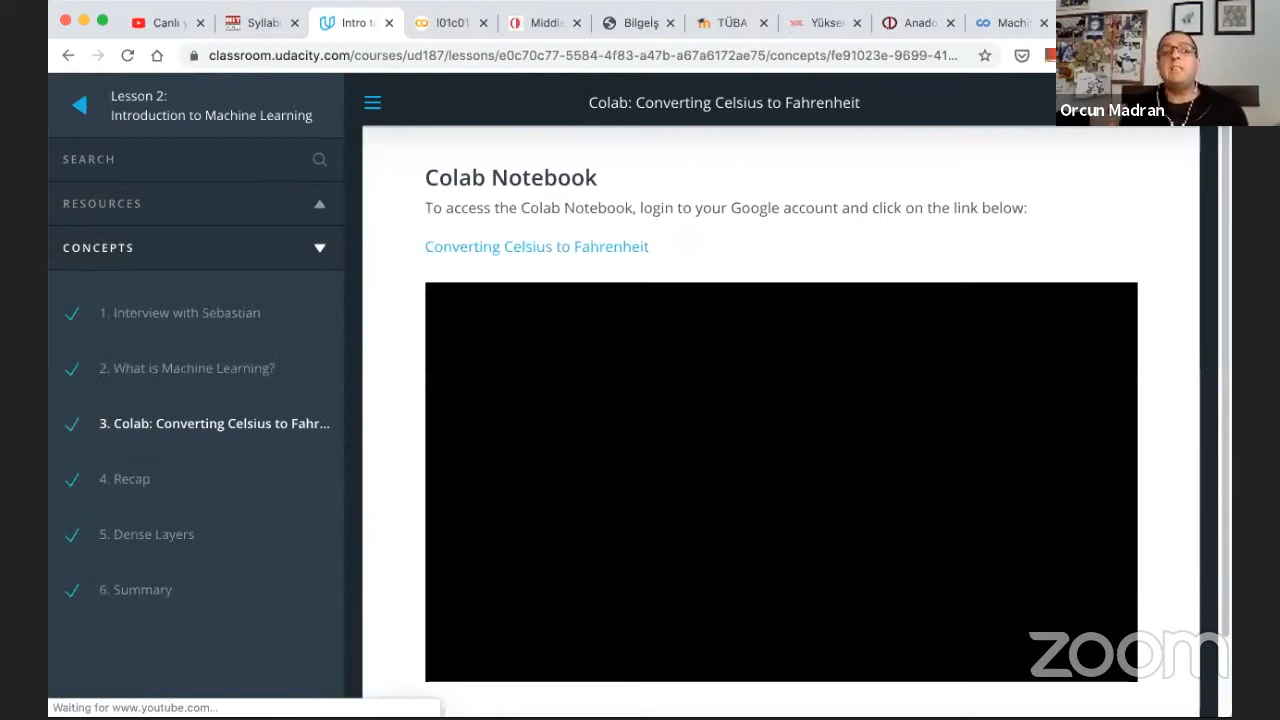 Canlı y
MIT
Syllab
Intro to
l01c01
Middle
Bilgeiş
TÜBA
Yükse
Anado
Machi
classroom.udacity.com/courses/ud187/lessons/e0c70c77-5584-4f83-a47b-a67a6172ae75/concepts/fe91023e-9699-41...
Orcun Madran
Lesson 2:
Introduction to Machine Learning
Colab: Converting Celsius to Fahrenheit
SEARCH
RESOURCES
CONCEPTS
1. Interview with Sebastian
2. What is Machine Learning?
3. Colab: Converting Celsius to Fahr...
4. Recap
5. Dense Layers
6. Summary
Colab Notebook
To access the Colab Notebook, login to your Google account and click on the link below:
Converting Celsius to Fahrenheit
zoom
Waiting for www.youtube.com...